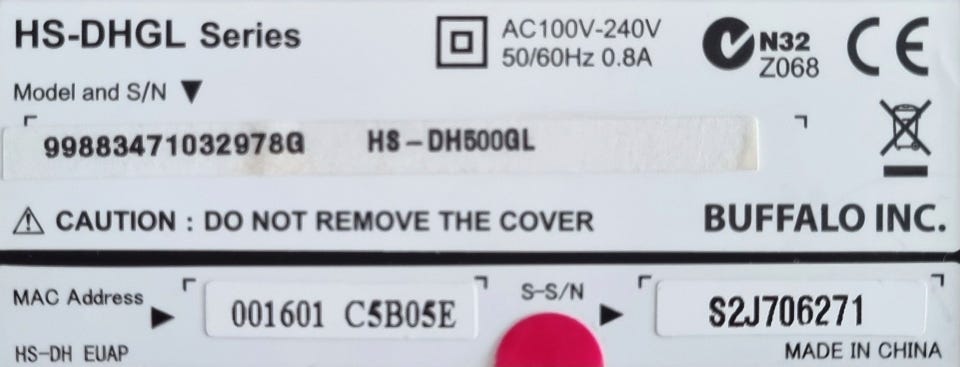 HS-DHGL Series
AC100V-240V
50/60Hz 0.8A
N32
Z068
CE
Model and S/N ▼
99883471032978G HS-DH500GL
CAUTION : DO NOT REMOVE THE COVER
BUFFALO INC.
MAC Address ▶ 001601 C5B05E
S-S/N ▶ S2J706271
HS-DH EUAP
MADE IN CHINA